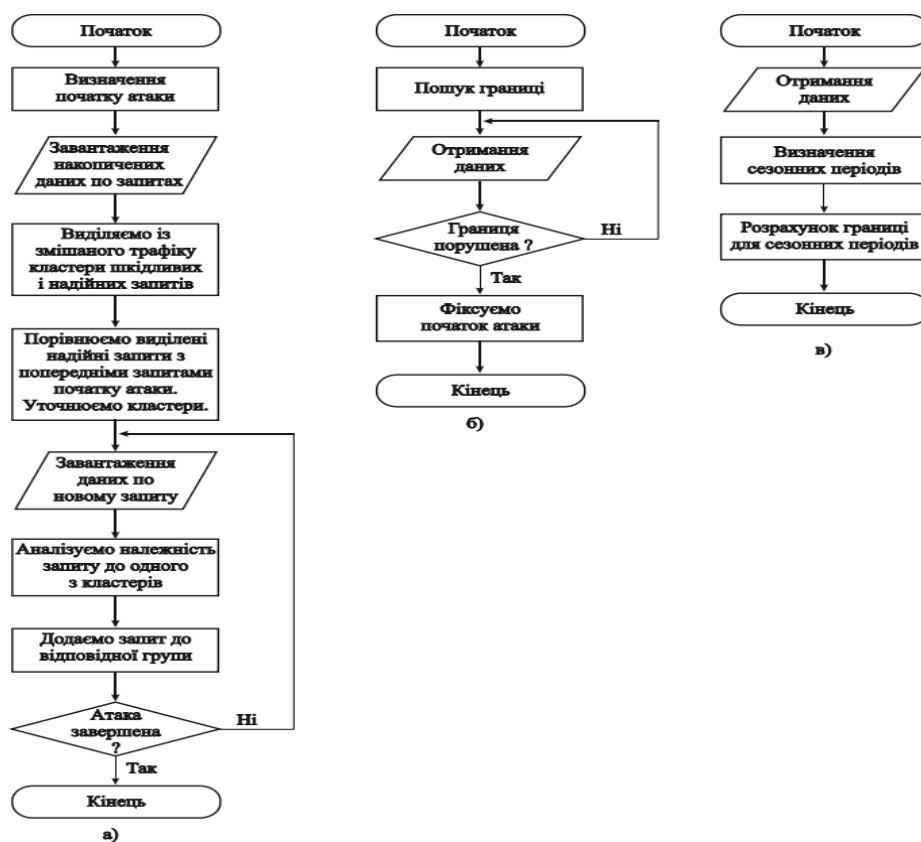 Початок
Визначення
початку атаки
Завантаження
накопичених
даних по запитах
Виділяємо із
змішаного трафіку
кластери шкідливих
і надійних запитів
Порівнюємо виділені
надійні запити з
попередніми запитами
початку атаки.
Уточнюємо кластери.
Завантаження
даних по
новому запиту
Аналізуємо належність
запиту до одного
з кластерів
Додаємо запит до
відповідної групи
Атака
завершена
?
Ні
Так
Кінець
а)
Початок
Пошук границі
Отримання
даних
Границя
порушена ?
Ні
Так
Фіксуємо
початок атаки
Кінець
б)
Початок
Отримання
даних
Визначення
сезонних періодів
Розрахунок границі
для сезонних періодів
Кінець
в)